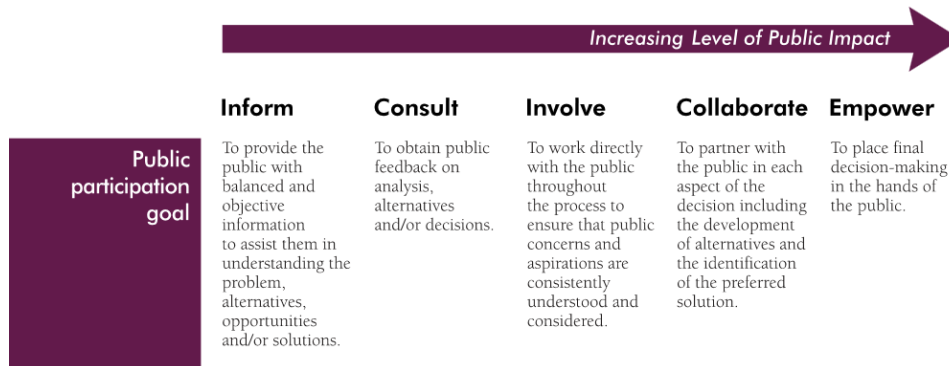 Increasing Level of Public Impact
Public
participation
goal
Inform
To provide the
public with
balanced and
objective
information
to assist them in
understanding the
problem,
alternatives,
opportunities
and/or solutions.
Consult
To obtain public
feedback on
analysis,
alternatives
and/or decisions.
Involve
To work directly
with the public
throughout
the process to
ensure that public
concerns and
aspirations are
consistently
understood and
considered.
Collaborate
To partner with
the public in each
aspect of the
decision including
the development
of alternatives and
the identification
of the preferred
solution.
Empower
To place final
decision-making
in the hands of
the public.